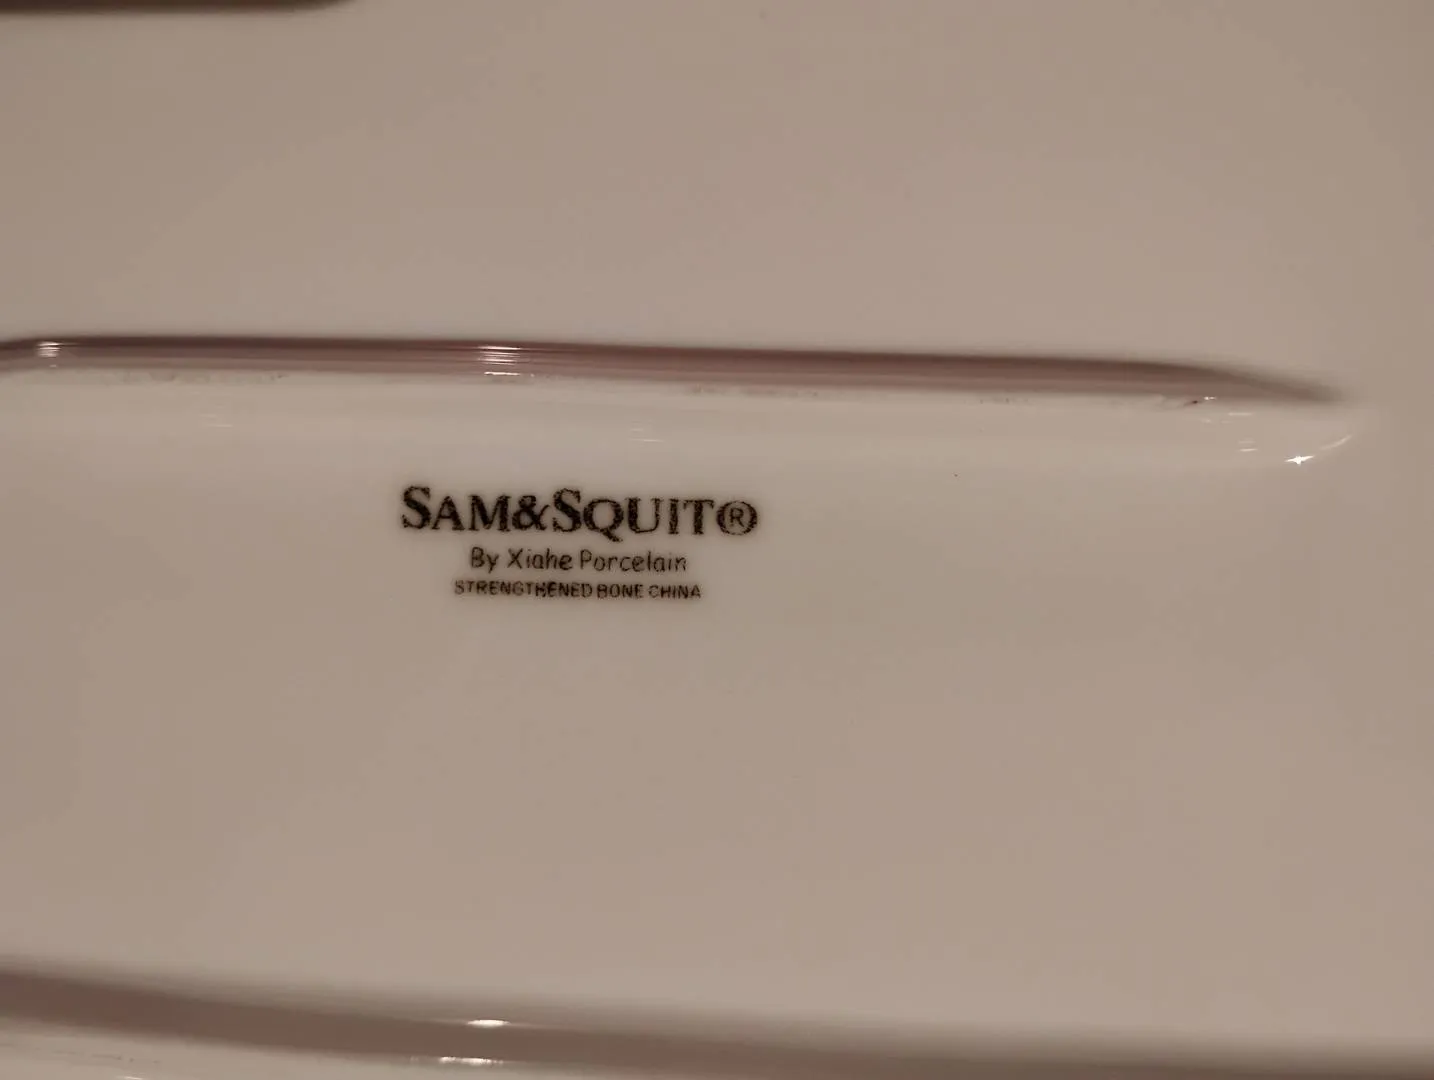 SAM&SQUIT®
By Xiahe Porcelain
STRENGTHENED BONE CHINA